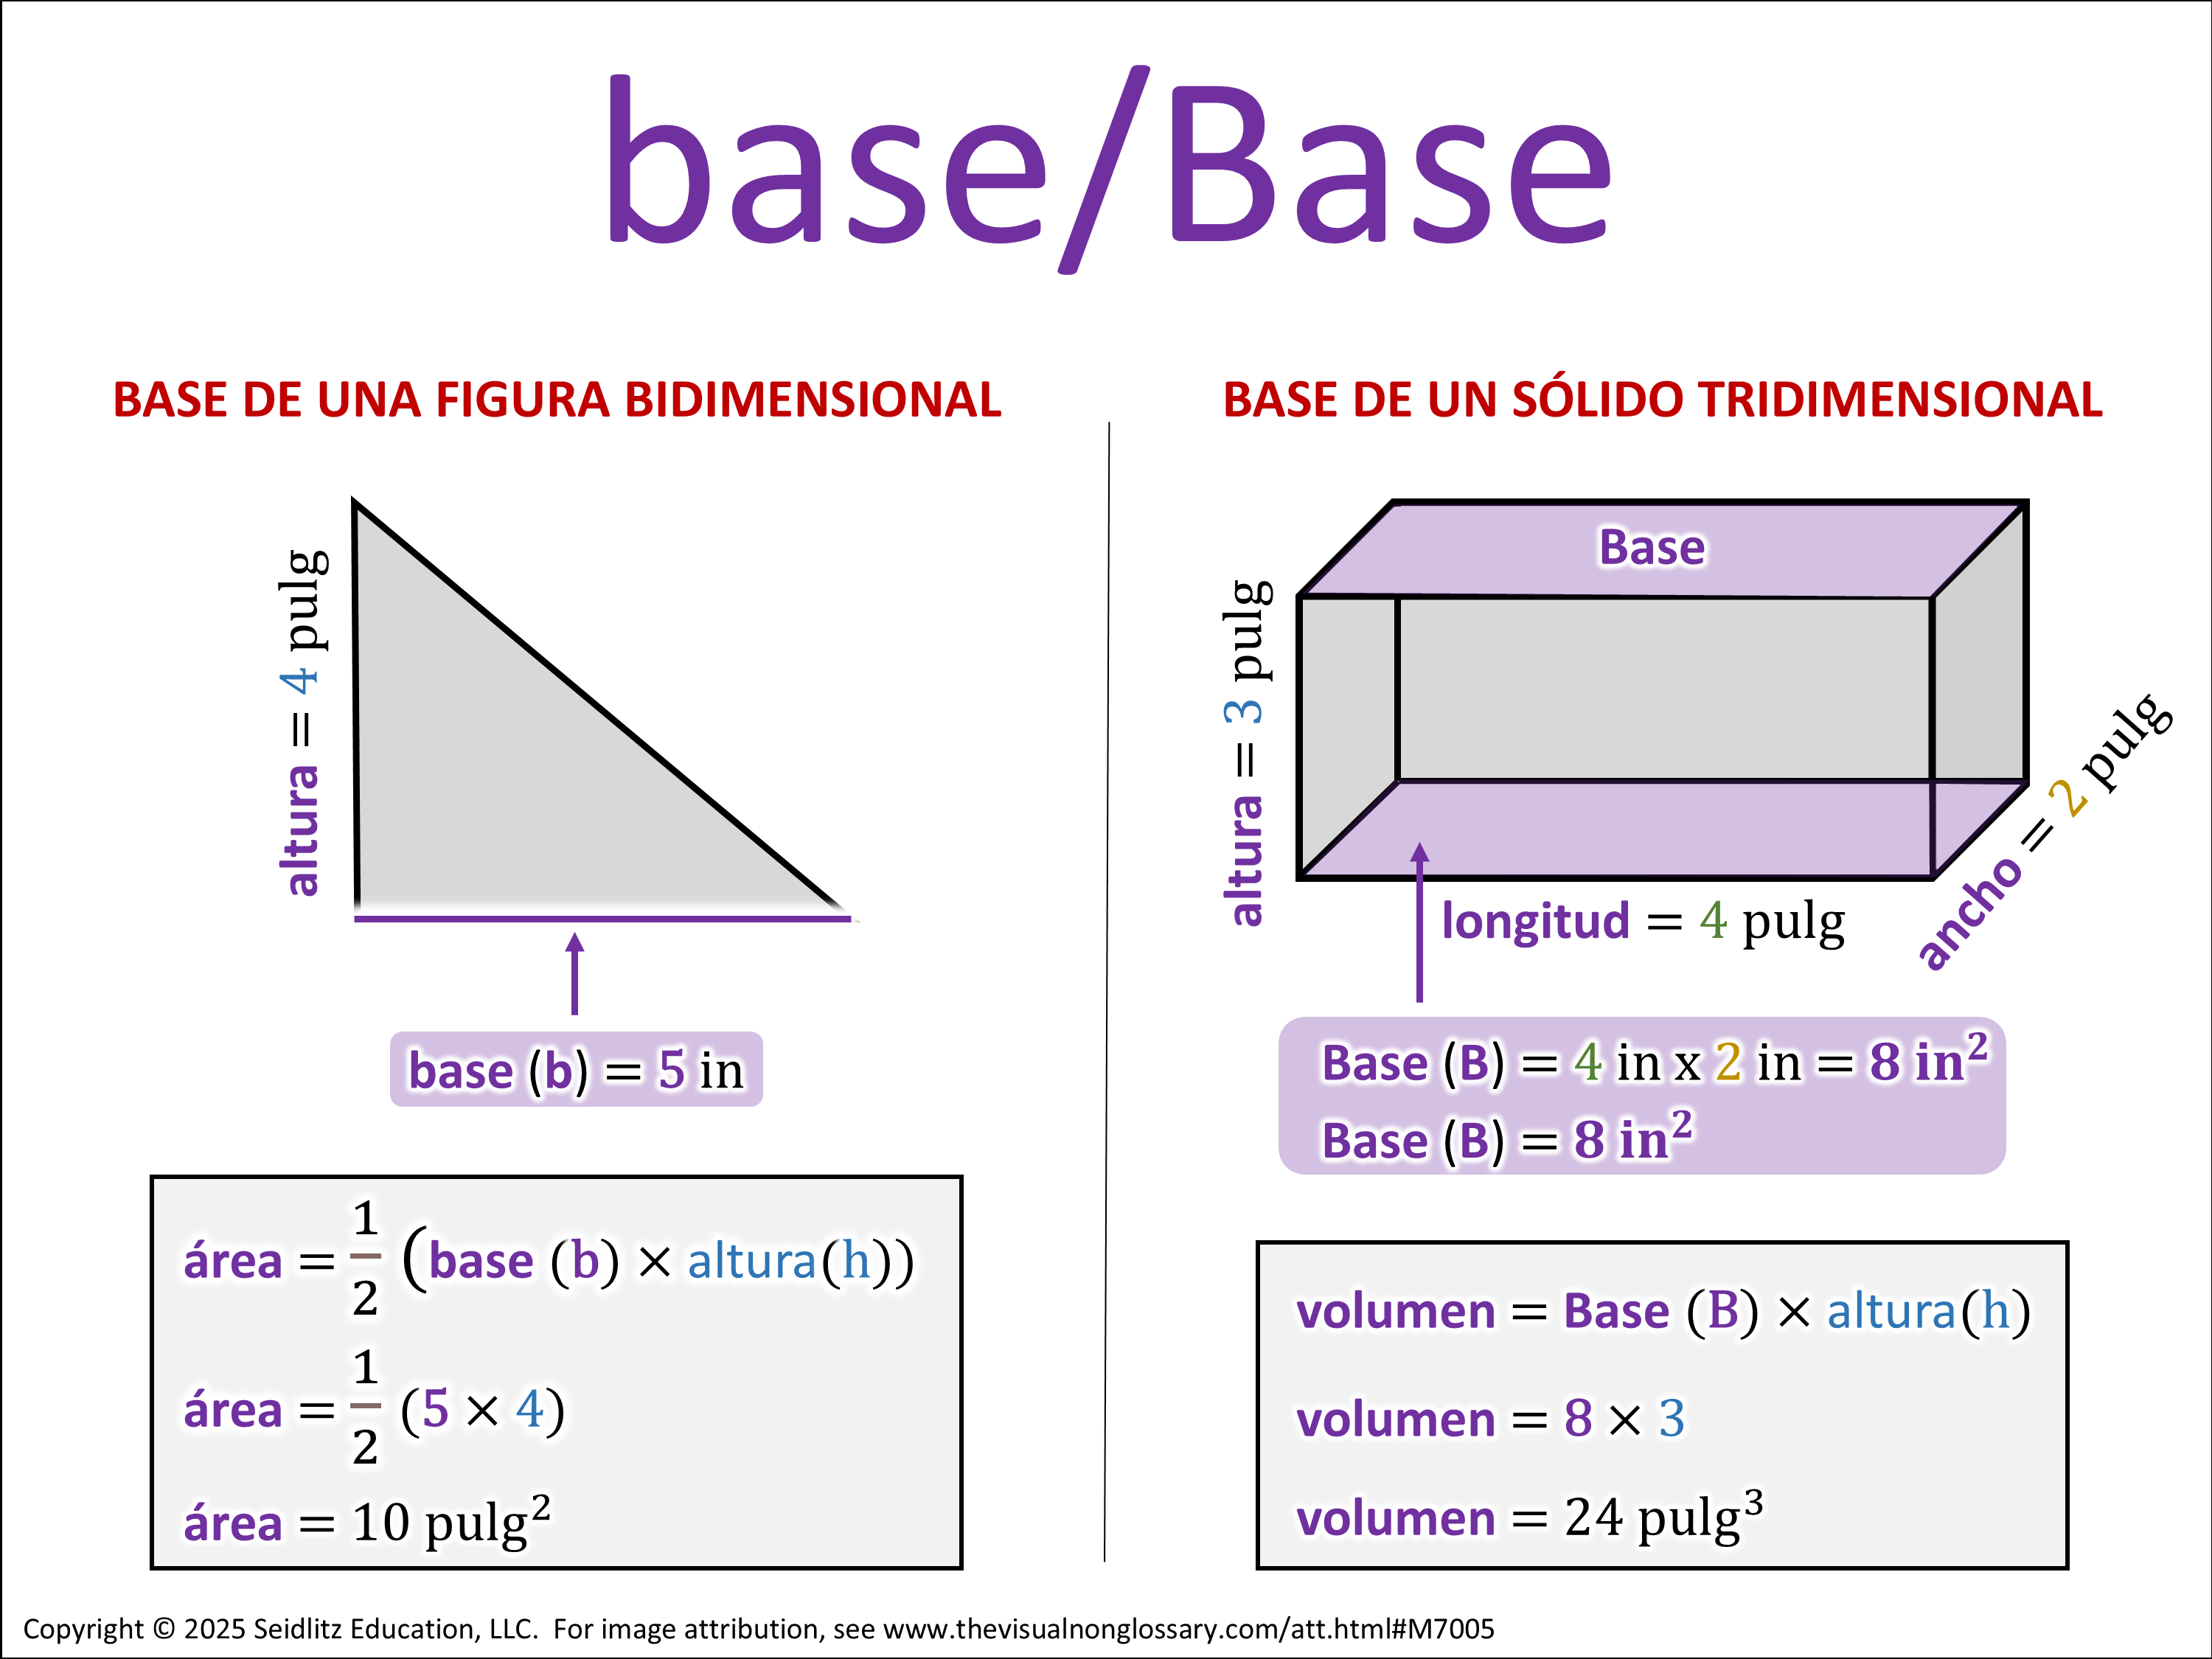 base/Base
BASE DE UNA FIGURA BIDIMENSIONAL
altura = 4 pulg
base (b) = 5 in
área = 1/2 (base (b) × altura(h))
área = 1/2 (5 × 4)
área = 10 pulg²
BASE DE UN SÓLIDO TRIDIMENSIONAL
Base
altura = 3 pulg
longitud = 4 pulg
ancho = 2 pulg
Base (B) = 4 in x 2 in = 8 in²
Base (B) = 8 in²
volumen = Base (B) × altura(h)
volumen = 8 × 3
volumen = 24 pulg³
Copyright © 2025 Seidlitz Education, LLC.  For image attribution, see www.thevisualnonglossary.com/att.html#M7005